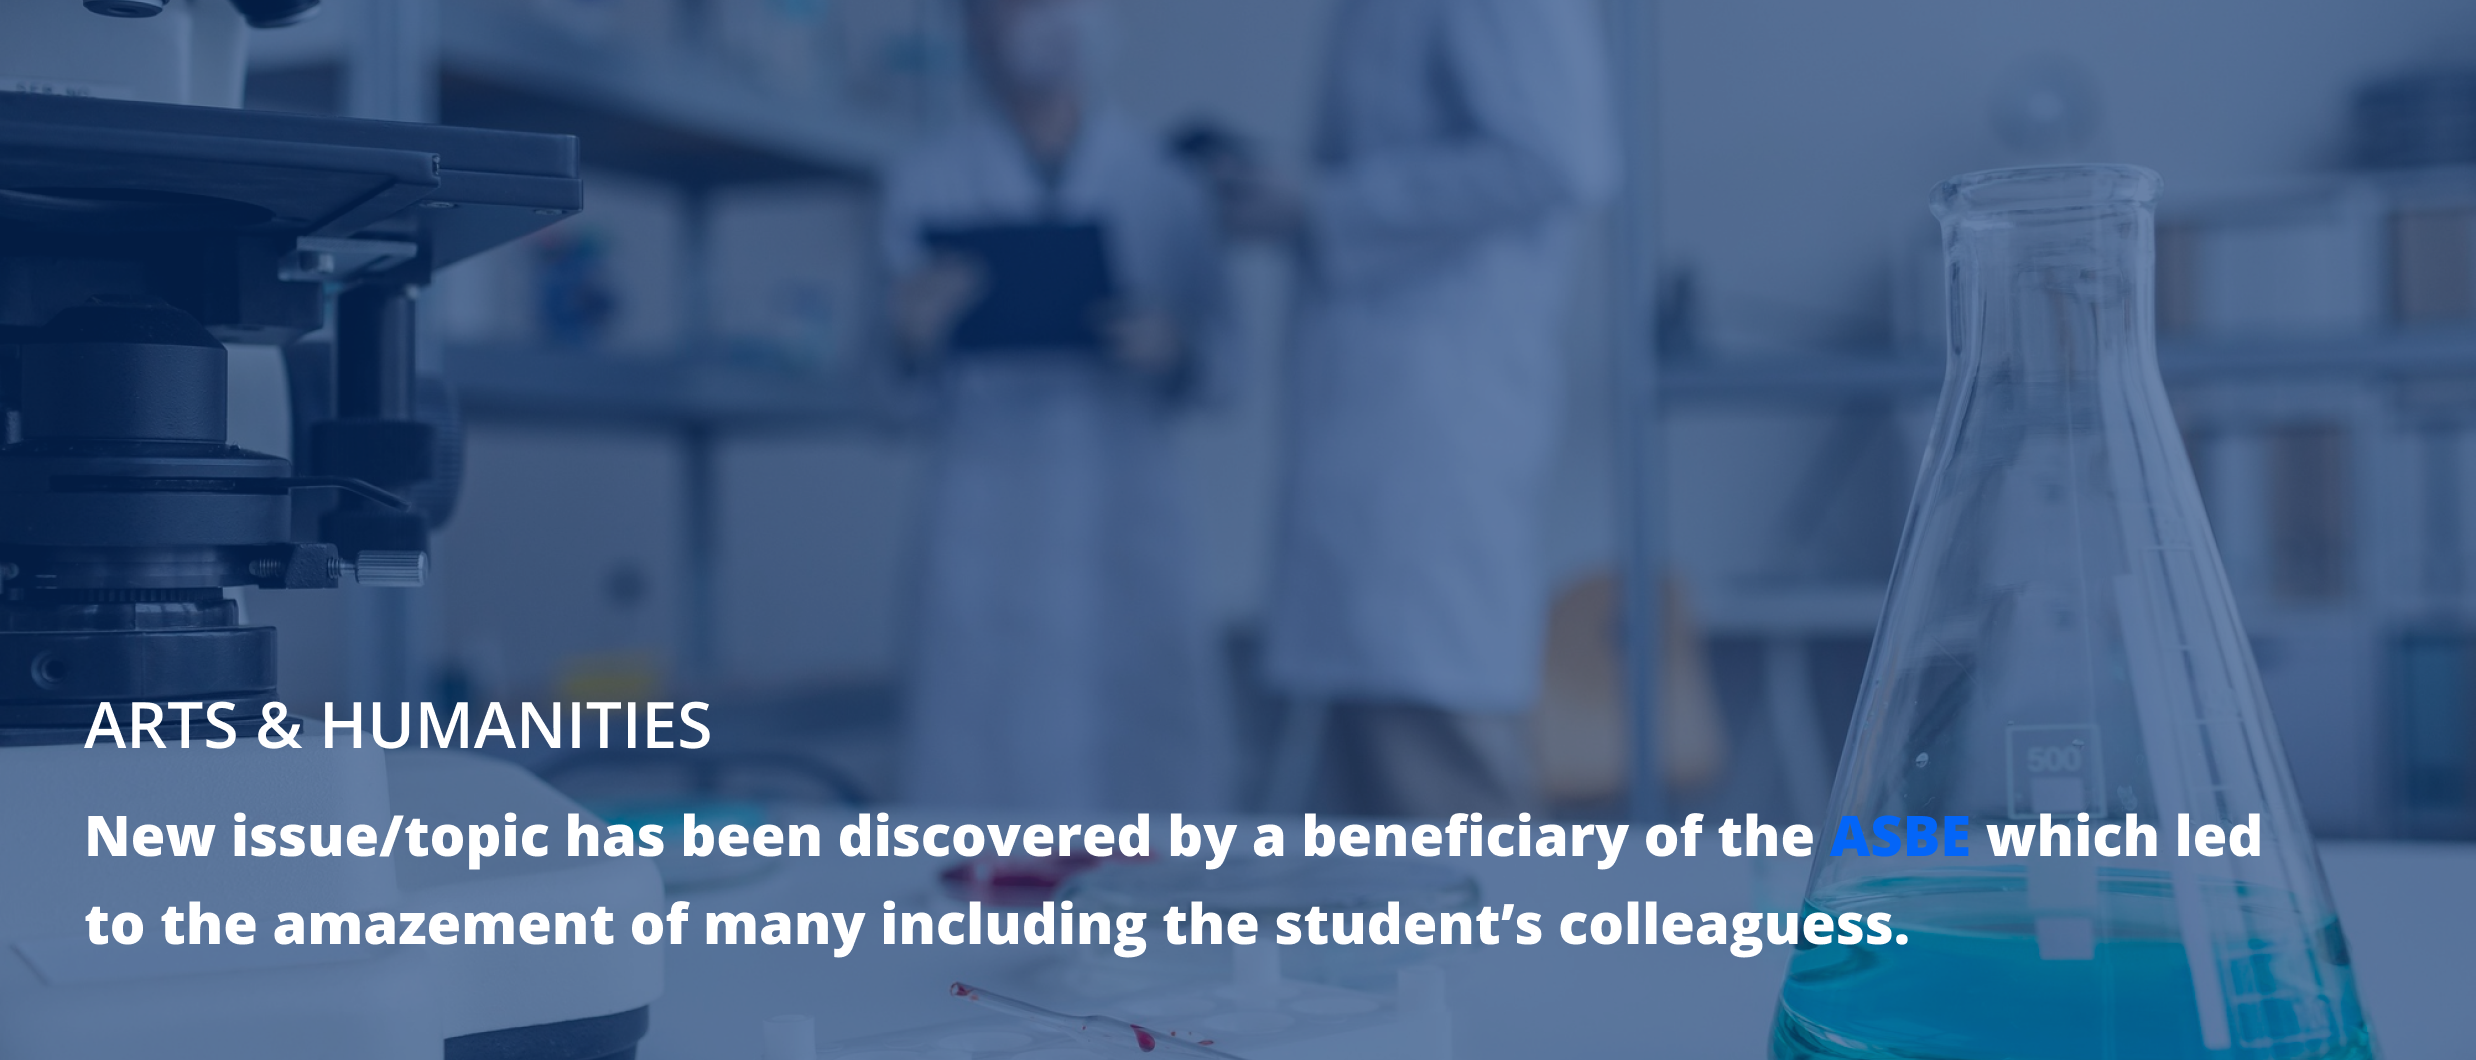 ARTS & HUMANITIES
New issue/topic has been discovered by a beneficiary of the ASBE which led
to the amazement of many including the student’s colleaguess.
500